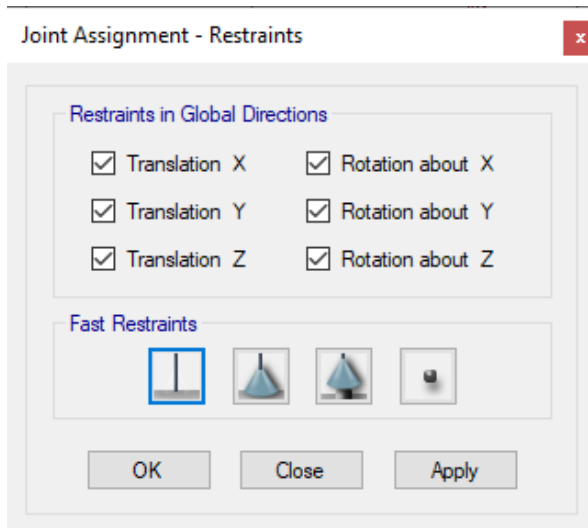 Joint Assignment - Restraints
x
Restraints in Global Directions
Translation X
Rotation about X
Translation Y
Rotation about Y
Translation Z
Rotation about Z
Fast Restraints
OK
Close
Apply